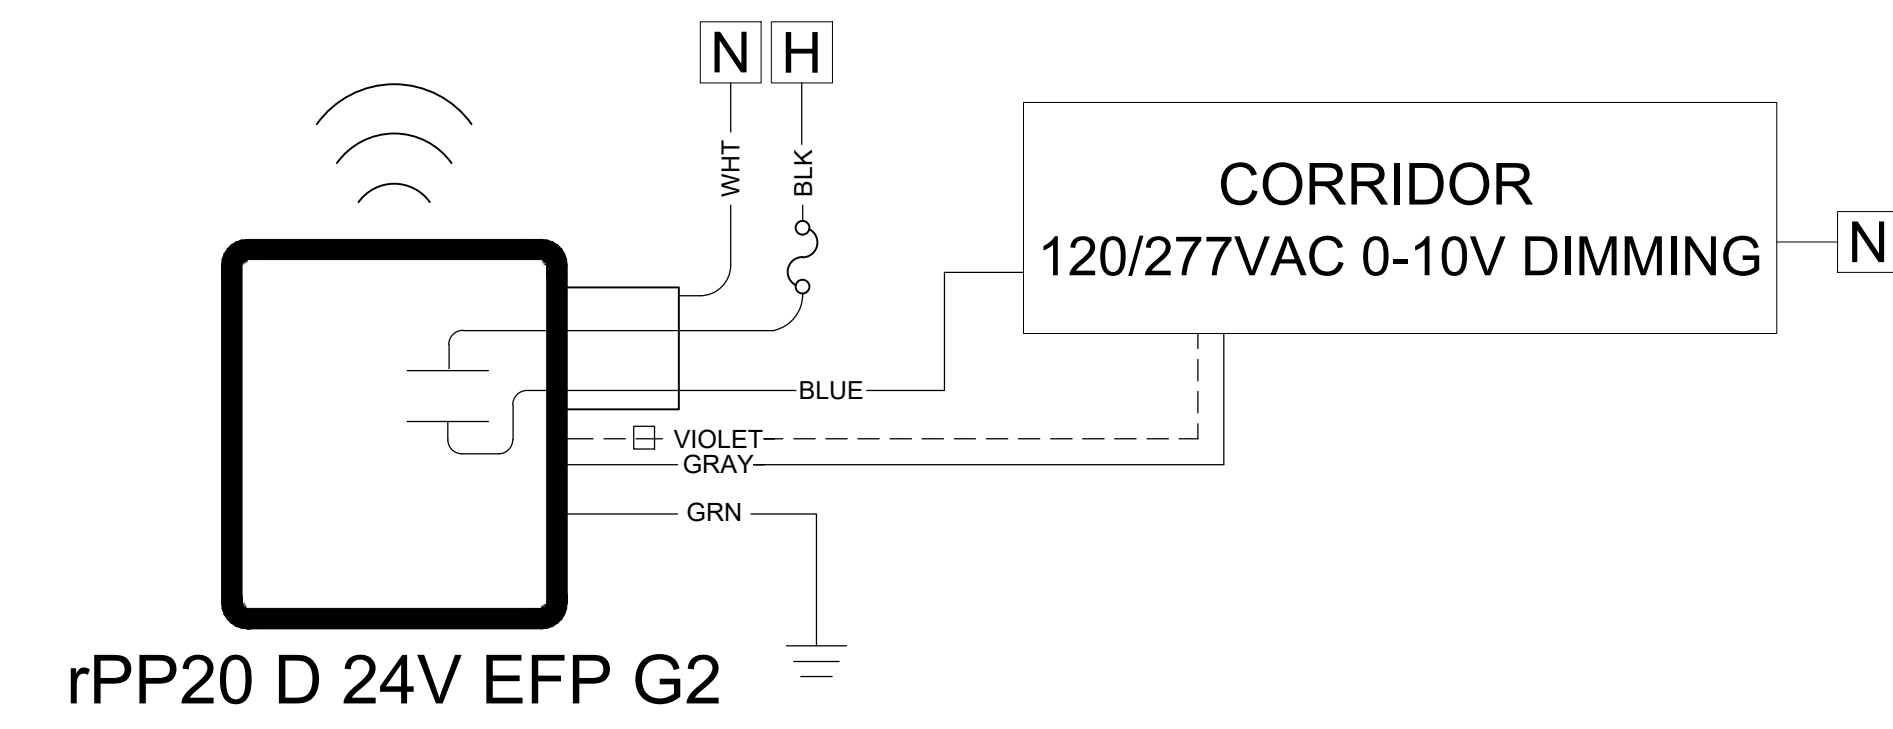 N H
WHT
BLK
CORRIDOR
120/277VAC 0-10V DIMMING
N
BLUE
VIOLET
GRAY
GRN
rPP20 D 24V EFP G2